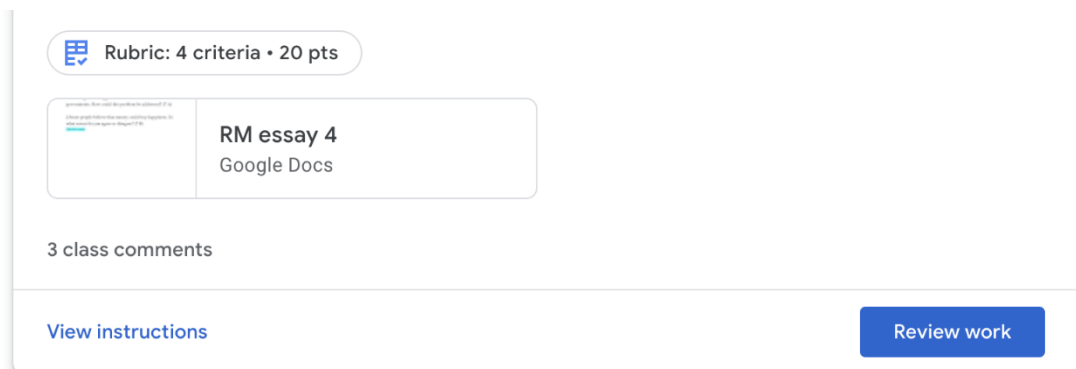 Rubric: 4 criteria • 20 pts
RM essay 4
Google Docs
3 class comments
View instructions
Review work